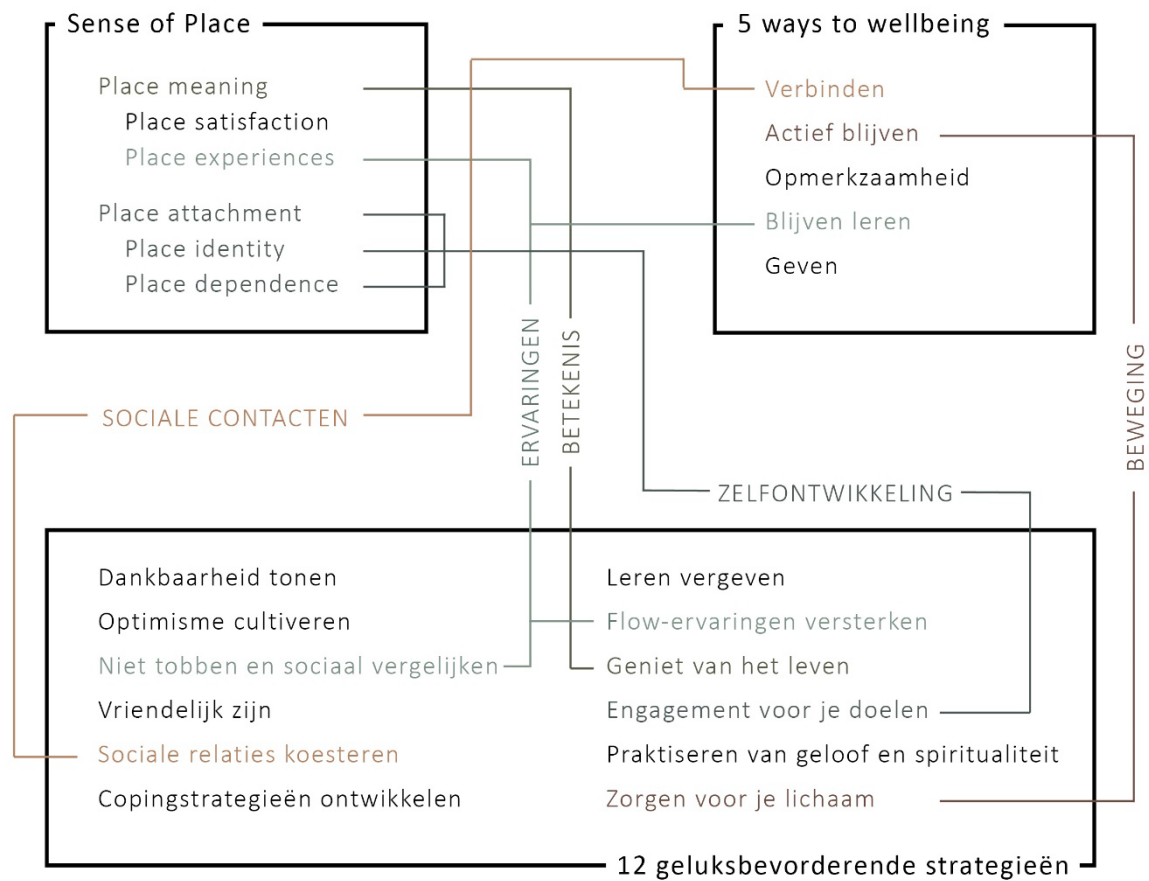 Sense of Place
Place meaning
Place satisfaction
Place experiences
Place attachment
Place identity
Place dependence
5 ways to wellbeing
Verbinden
Actief blijven
Opmerkzaamheid
Blijven leren
Geven
SOCIALE CONTACTEN
ERVARINGEN
BETEKENIS
ZELFONTWIKKELING
BEWEGING
Dankbaarheid tonen
Optimisme cultiveren
Niet tobben en sociaal vergelijken
Vriendelijk zijn
Sociale relaties koesteren
Copingstrategieën ontwikkelen
Leren vergeven
Flow-ervaringen versterken
Geniet van het leven
Engagement voor je doelen
Praktiseren van geloof en spiritualiteit
Zorgen voor je lichaam
12 geluksbevorderende strategieën